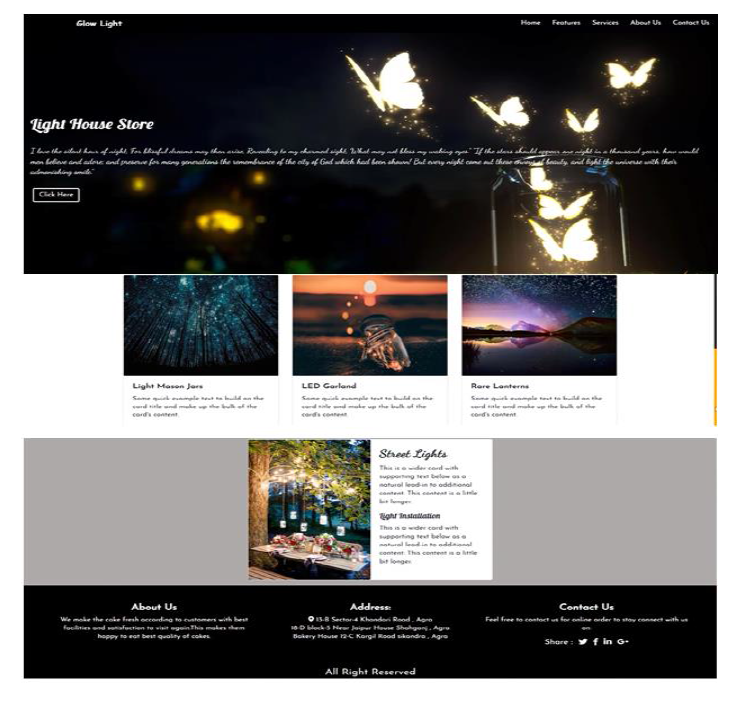 Glow Light
Home Features Services About Us Contact Us
Light House Store
I love the silent hour of night, For blissful dreams may then arise, Revealing to my charmed sight, What may not bless my waking eyes." "If the stars should appear one night in a thousand years, how would
men believe and adore; and preserve for many generations the remembrance of the city of God which had been shown! But every night come out these envoys of beauty, and light the universe with their
admonishing smile."
Click Here
Light Mason Jars
Some quick example text to build on the
card title and make up the bulk of the
card's content.
LED Garland
Some quick example text to build on the
card title and make up the bulk of the
card's content.
Rare Lanterns
Some quick example text to build on the
card title and make up the bulk of the
card's content.
Street Lights
This is a wider card with
supporting text below as a
natural lead-in to additional
content. This content is a little
bit longer.
Light Installation
This is a wider card with
supporting text below as a
natural lead-in to additional
content. This content is a little
bit longer.
About Us
We make the cake fresh according to customers with best
facilities and satisfaction to visit again.This makes them
happy to eat best quality of cakes.
Address:
13-B Sector-4 Khandari Road , Agra
16-D block-5 Near Jaipur House Shahganj , Agra
Bakery House 12-C Kargil Road sikandra , Agra
Contact Us
Feel free to contact us for online order to stay connect with us
on.
Share :
All Right Reserved